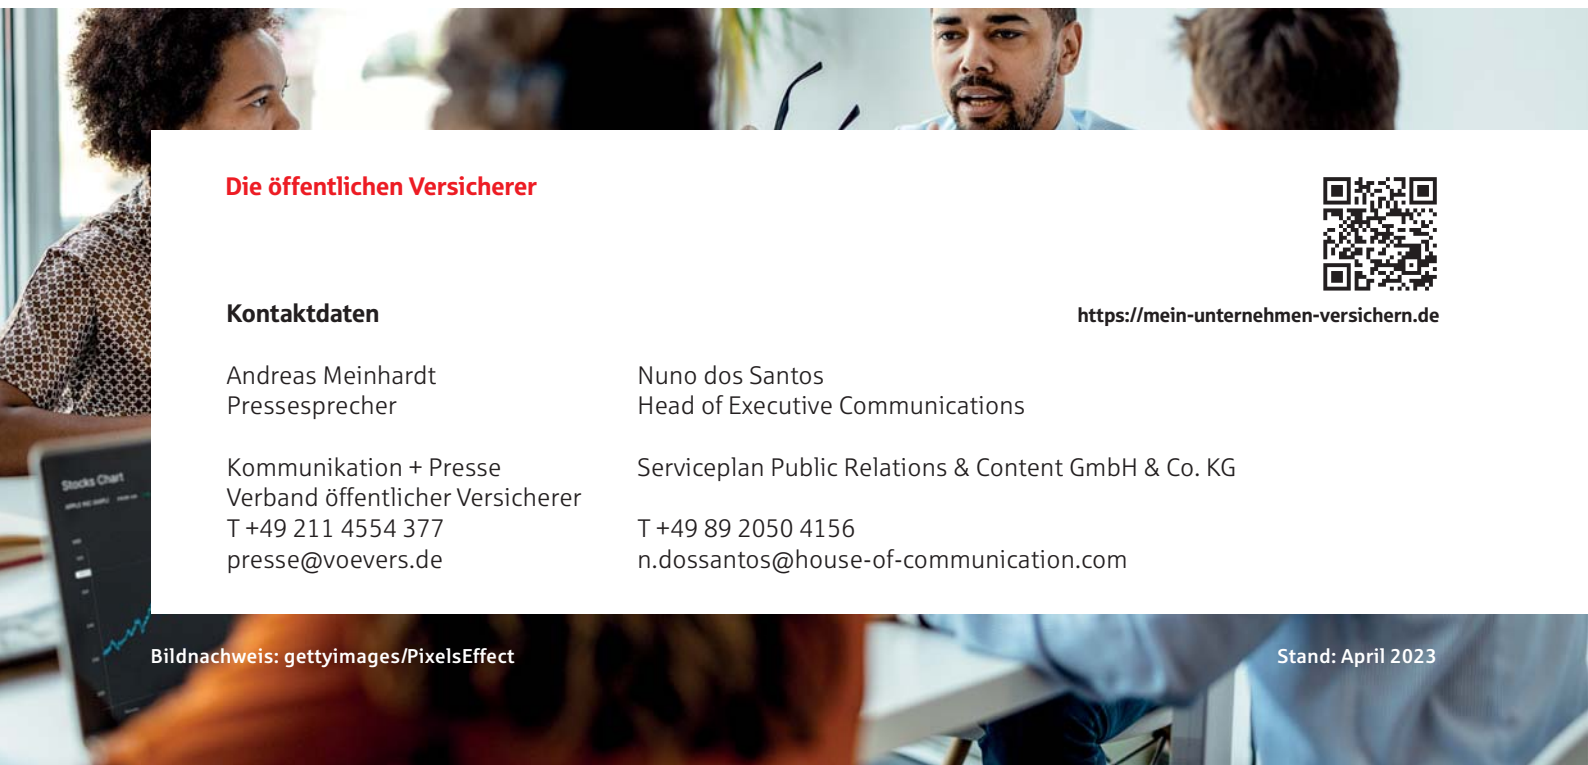 Die öffentlichen Versicherer
Kontaktdaten
https://mein-unternehmen-versichern.de
Andreas Meinhardt
Pressesprecher
Kommunikation + Presse
Verband öffentlicher Versicherer
T +49 211 4554 377
presse@voevers.de
Nuno dos Santos
Head of Executive Communications
Serviceplan Public Relations & Content GmbH & Co. KG
T +49 89 2050 4156
n.dossantos@house-of-communication.com
Stocks Chart
Bildnachweis: gettyimages/PixelsEffect
Stand: April 2023